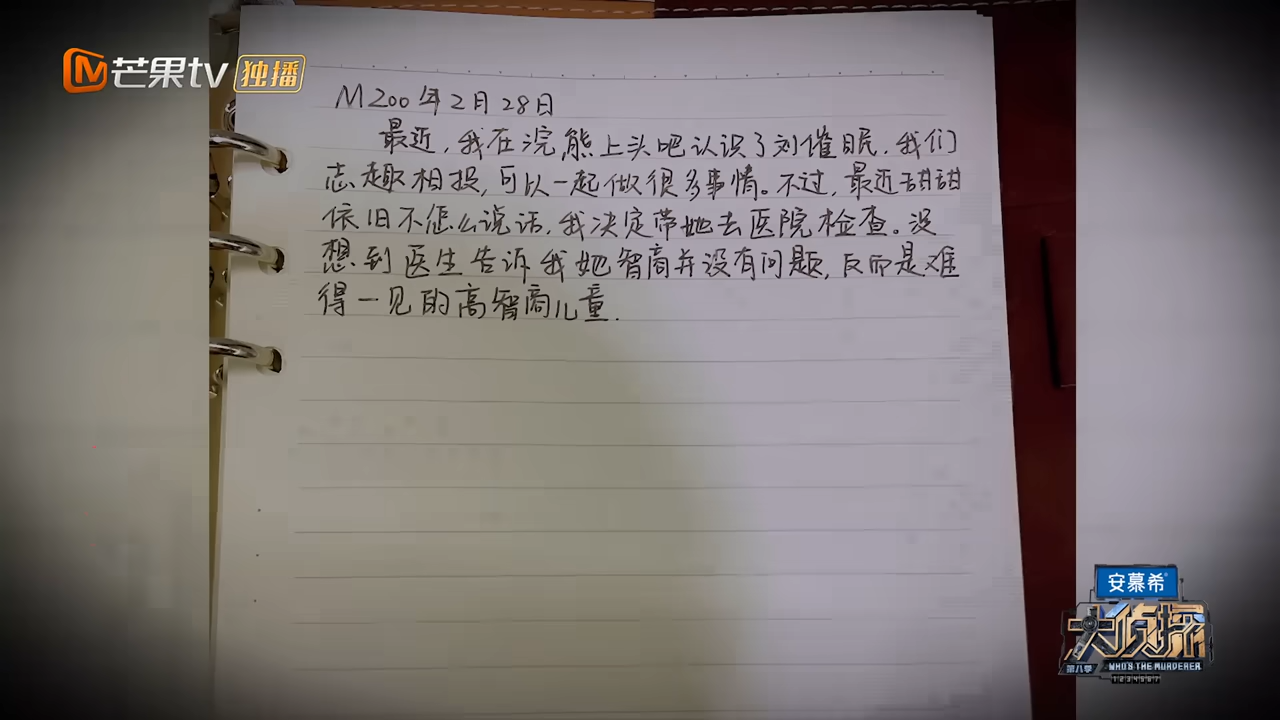 芒果tv 独播
M200年2月28日
最近,我在浣熊上头吧认识了刘催眠,我们
志趣相投,可以一起做很多事情。不过,最近甜甜
依旧不怎么说话,我决定带她去医院检查。没
想到医生告诉我她智商并没有问题,反而是难
得一见的高智商儿童.
安慕希
大侦探
第八季 WHO'S THE MURDERER